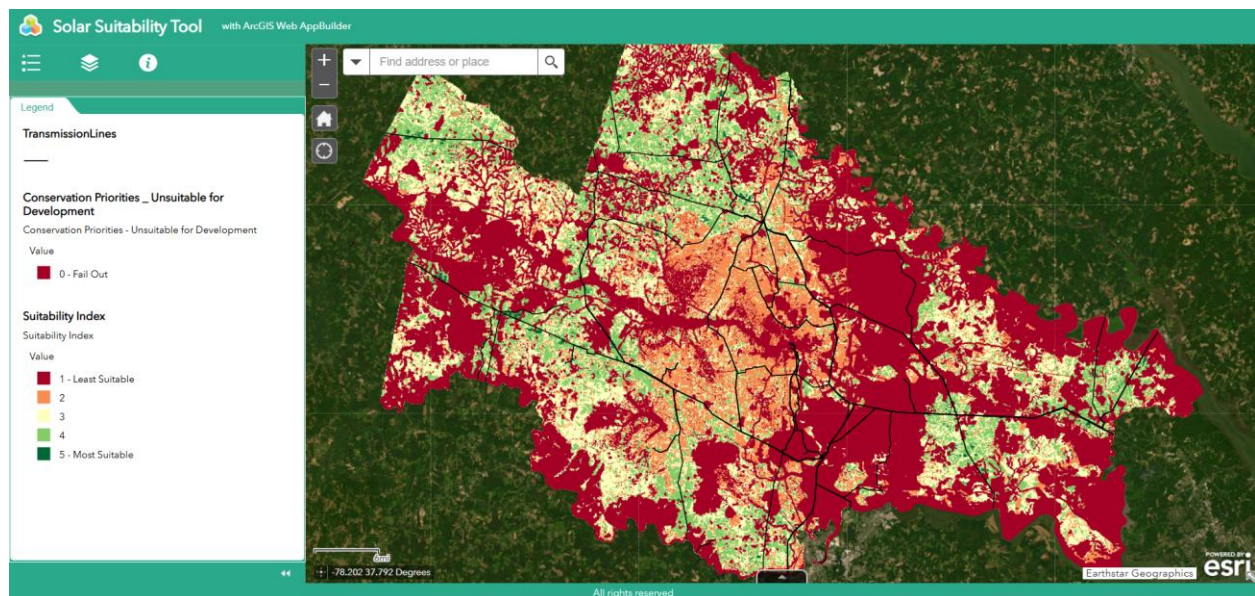 Solar Suitability Tool with ArcGIS Web AppBuilder
Legend
TransmissionLines
Conservation Priorities _ Unsuitable for
Development
Conservation Priorities - Unsuitable for Development
Value
0 - Fail Out
Suitability Index
Suitability Index
Value
1 - Least Suitable
2
3
4
5 - Most Suitable
+
Find address or place
−
6mi
-78.202 37.792 Degrees
Earthstar Geographics
POWERED BY
esri
All rights reserved